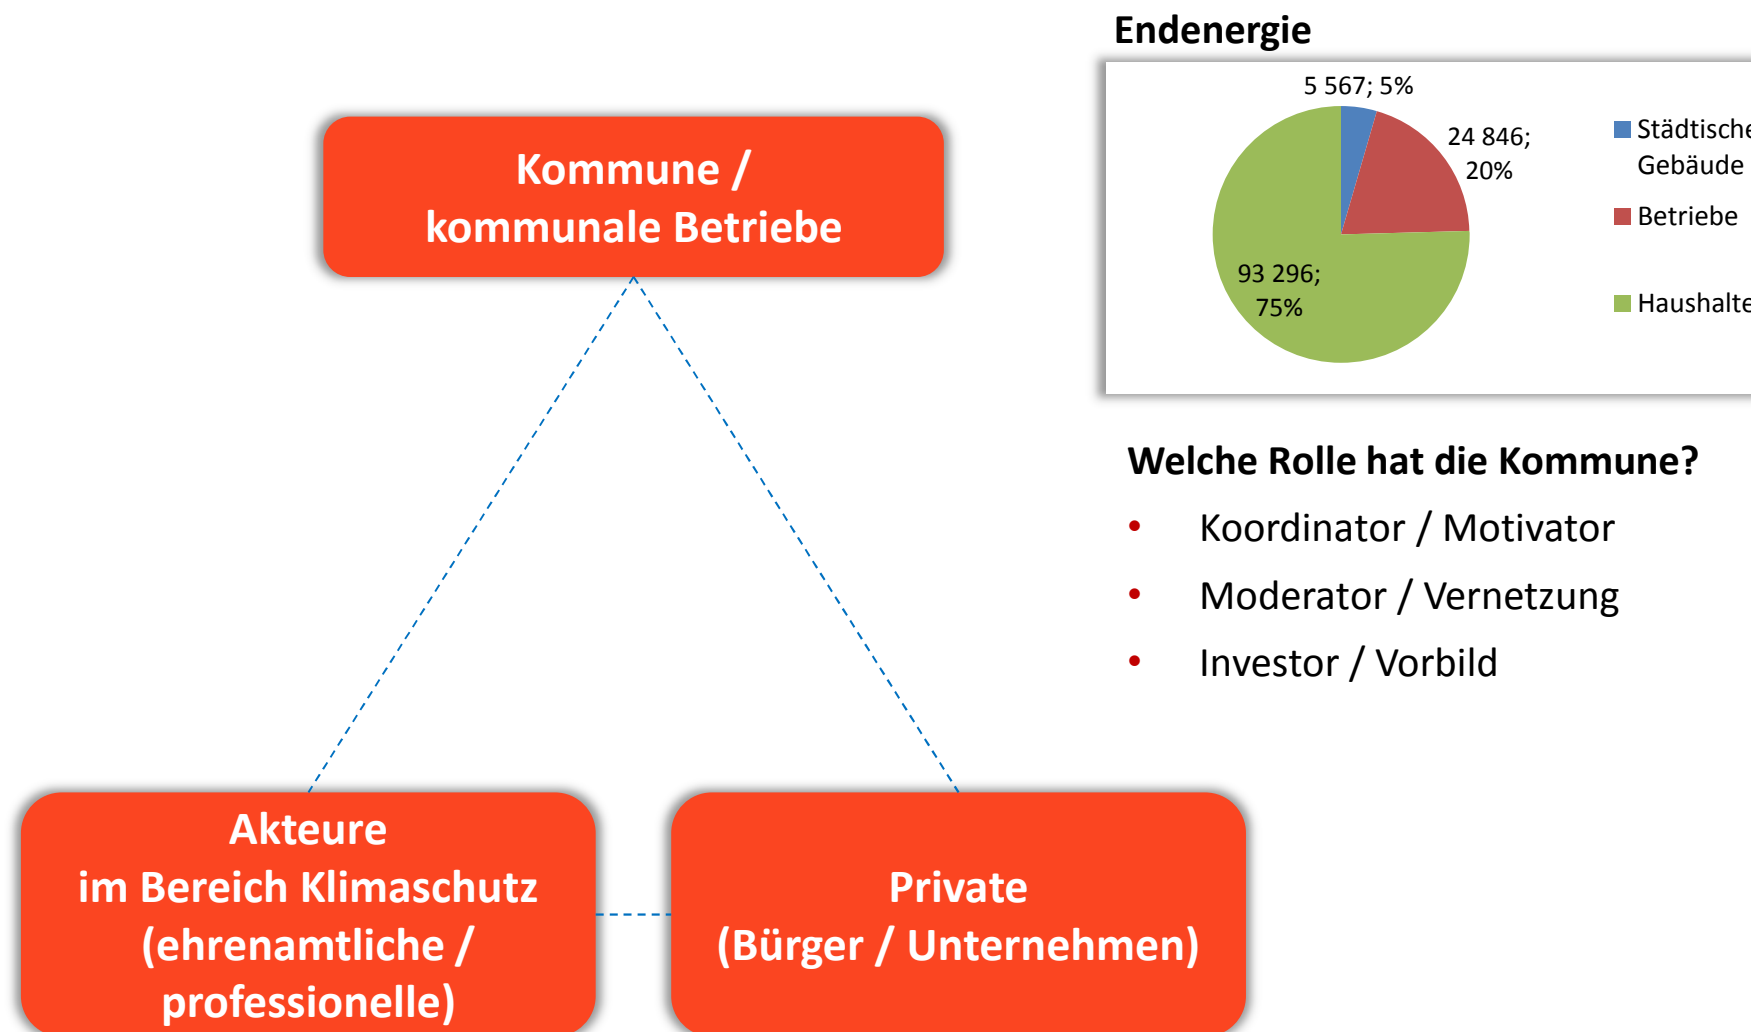 Endenergie
5 567; 5%
24 846;
20%
93 296;
75%
Städtische
Gebäude
Betriebe
Haushalte
Kommune /
kommunale Betriebe
Welche Rolle hat die Kommune?
• Koordinator / Motivator
• Moderator / Vernetzung
• Investor / Vorbild
Akteure
im Bereich Klimaschutz
(ehrenamtliche /
professionelle)
Private
(Bürger / Unternehmen)